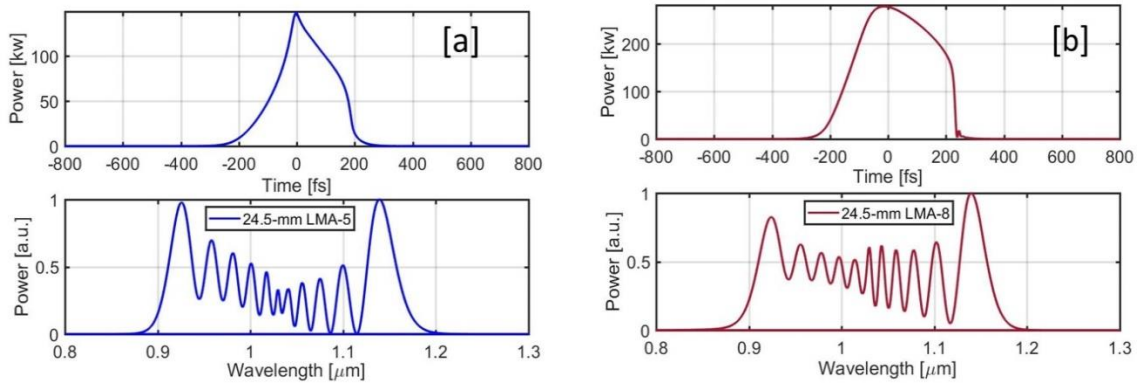 [a]
Power [kw]
100
50
0
-800 -600 -400 -200 0 200 400 600 800
Time [fs]
Power [a.u.]
1
0.5
0
24.5-mm LMA-5
0.8 0.9 1 1.1 1.2 1.3
Wavelength [μm]
[b]
Power [kw]
200
100
0
-800 -600 -400 -200 0 200 400 600 800
Time [fs]
Power [a.u.]
1
0.5
0
24.5-mm LMA-8
0.8 0.9 1 1.1 1.2 1.3
Wavelength [μm]